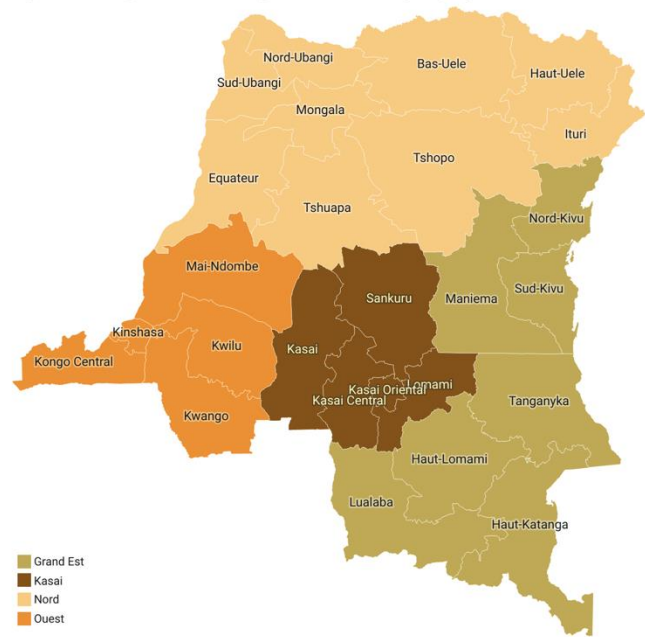 Nord-Ubangi
Bas-Uele
Haut-Uele
Sud-Ubangi
Mongala
Ituri
Tshopo
Equateur
Tshuapa
Nord-Kivu
Mai-Ndombe
Sankuru
Maniema
Sud-Kivu
Kinshasa
Kwilu
Kasai
Kongo Central
Lomami
Kasai Oriental
Kasai Central
Tanganyka
Kwango
Haut-Lomami
Lualaba
Haut-Katanga
Grand Est
Kasai
Nord
Ouest